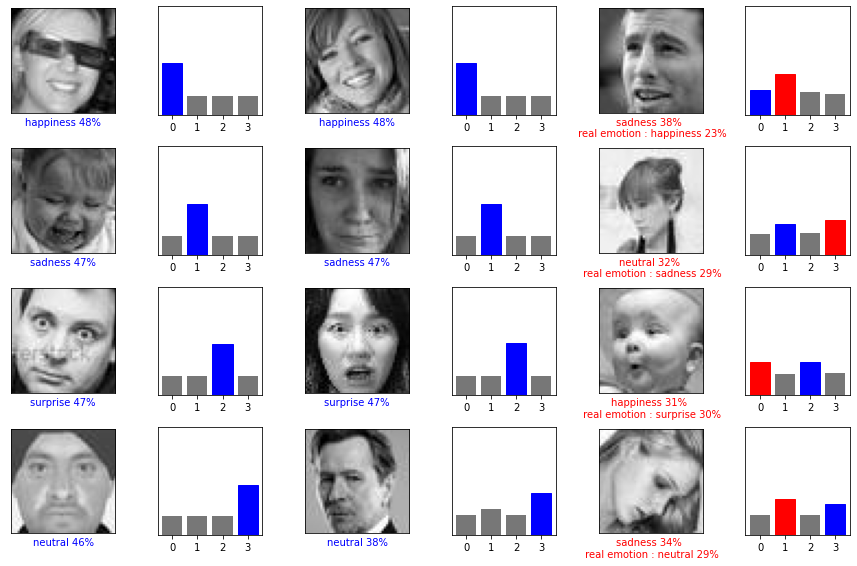 0 1 2 3
0 1 2 3
0 1 2 3
happiness 48%
happiness 48%
sadness 38%
real emotion : happiness 23%
0 1 2 3
0 1 2 3
0 1 2 3
sadness 47%
sadness 47%
neutral 32%
real emotion : sadness 29%
terstock
0 1 2 3
0 1 2 3
0 1 2 3
surprise 47%
surprise 47%
happiness 31%
real emotion : surprise 30%
0 1 2 3
0 1 2 3
0 1 2 3
neutral 46%
neutral 38%
sadness 34%
real emotion : neutral 29%